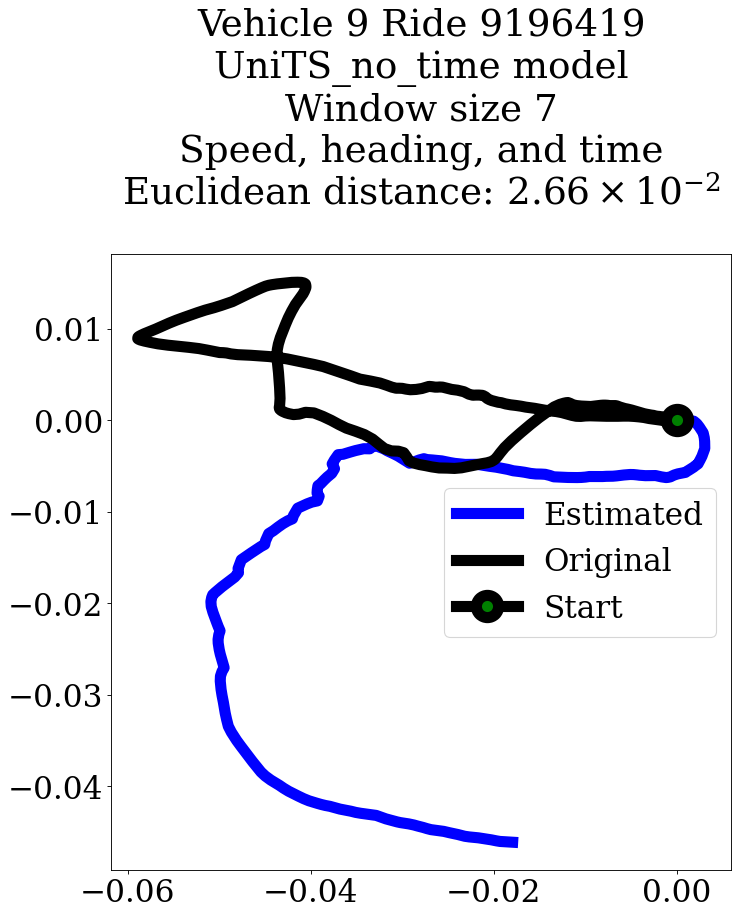 Vehicle 9 Ride 9196419
UniTS_no_time model
Window size 7
Speed, heading, and time
Euclidean distance: 2.66 × 10⁻²
0.01
0.00
−0.01
−0.02
−0.03
−0.04
Estimated
Original
Start
−0.06 −0.04 −0.02 0.00